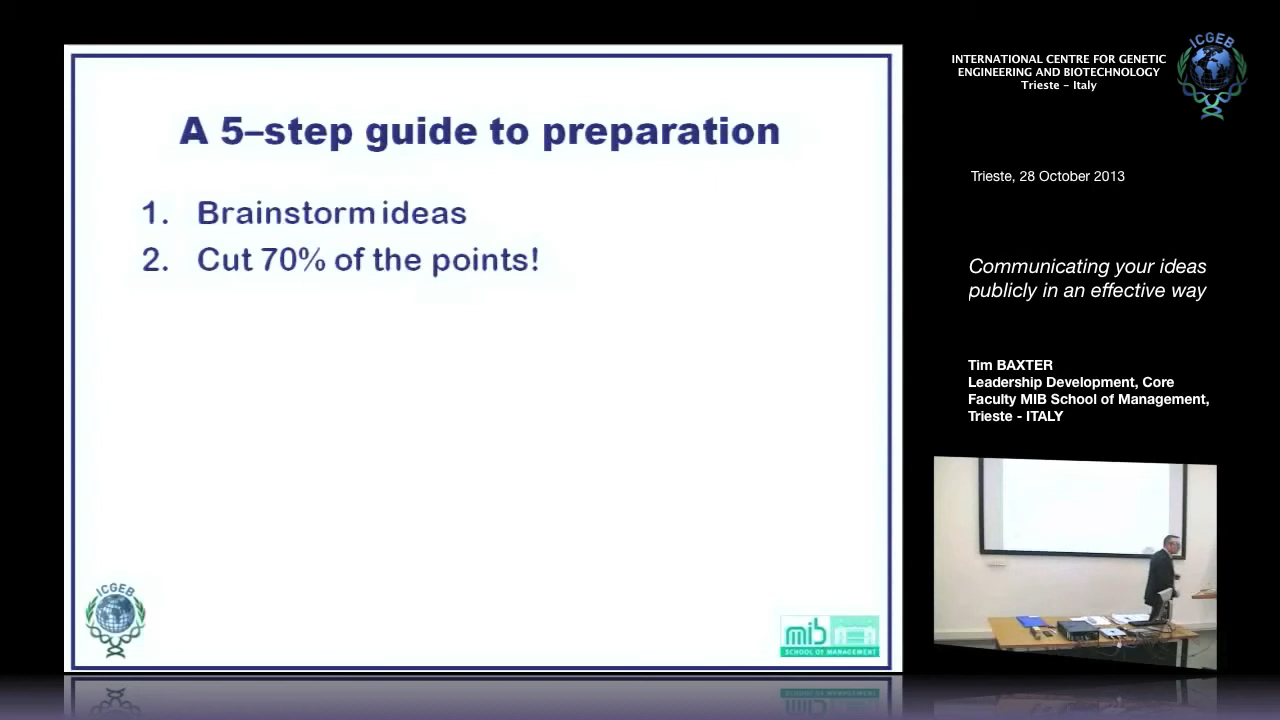 A 5–step guide to preparation
1. Brainstorm ideas
2. Cut 70% of the points!
ICGEB
mib
SCHOOL OF MANAGEMENT
INTERNATIONAL CENTRE FOR GENETIC
ENGINEERING AND BIOTECHNOLOGY
Trieste – Italy
ICGEB
Trieste, 28 October 2013
Communicating your ideas
publicly in an effective way
Tim BAXTER
Leadership Development, Core
Faculty MIB School of Management,
Trieste - ITALY